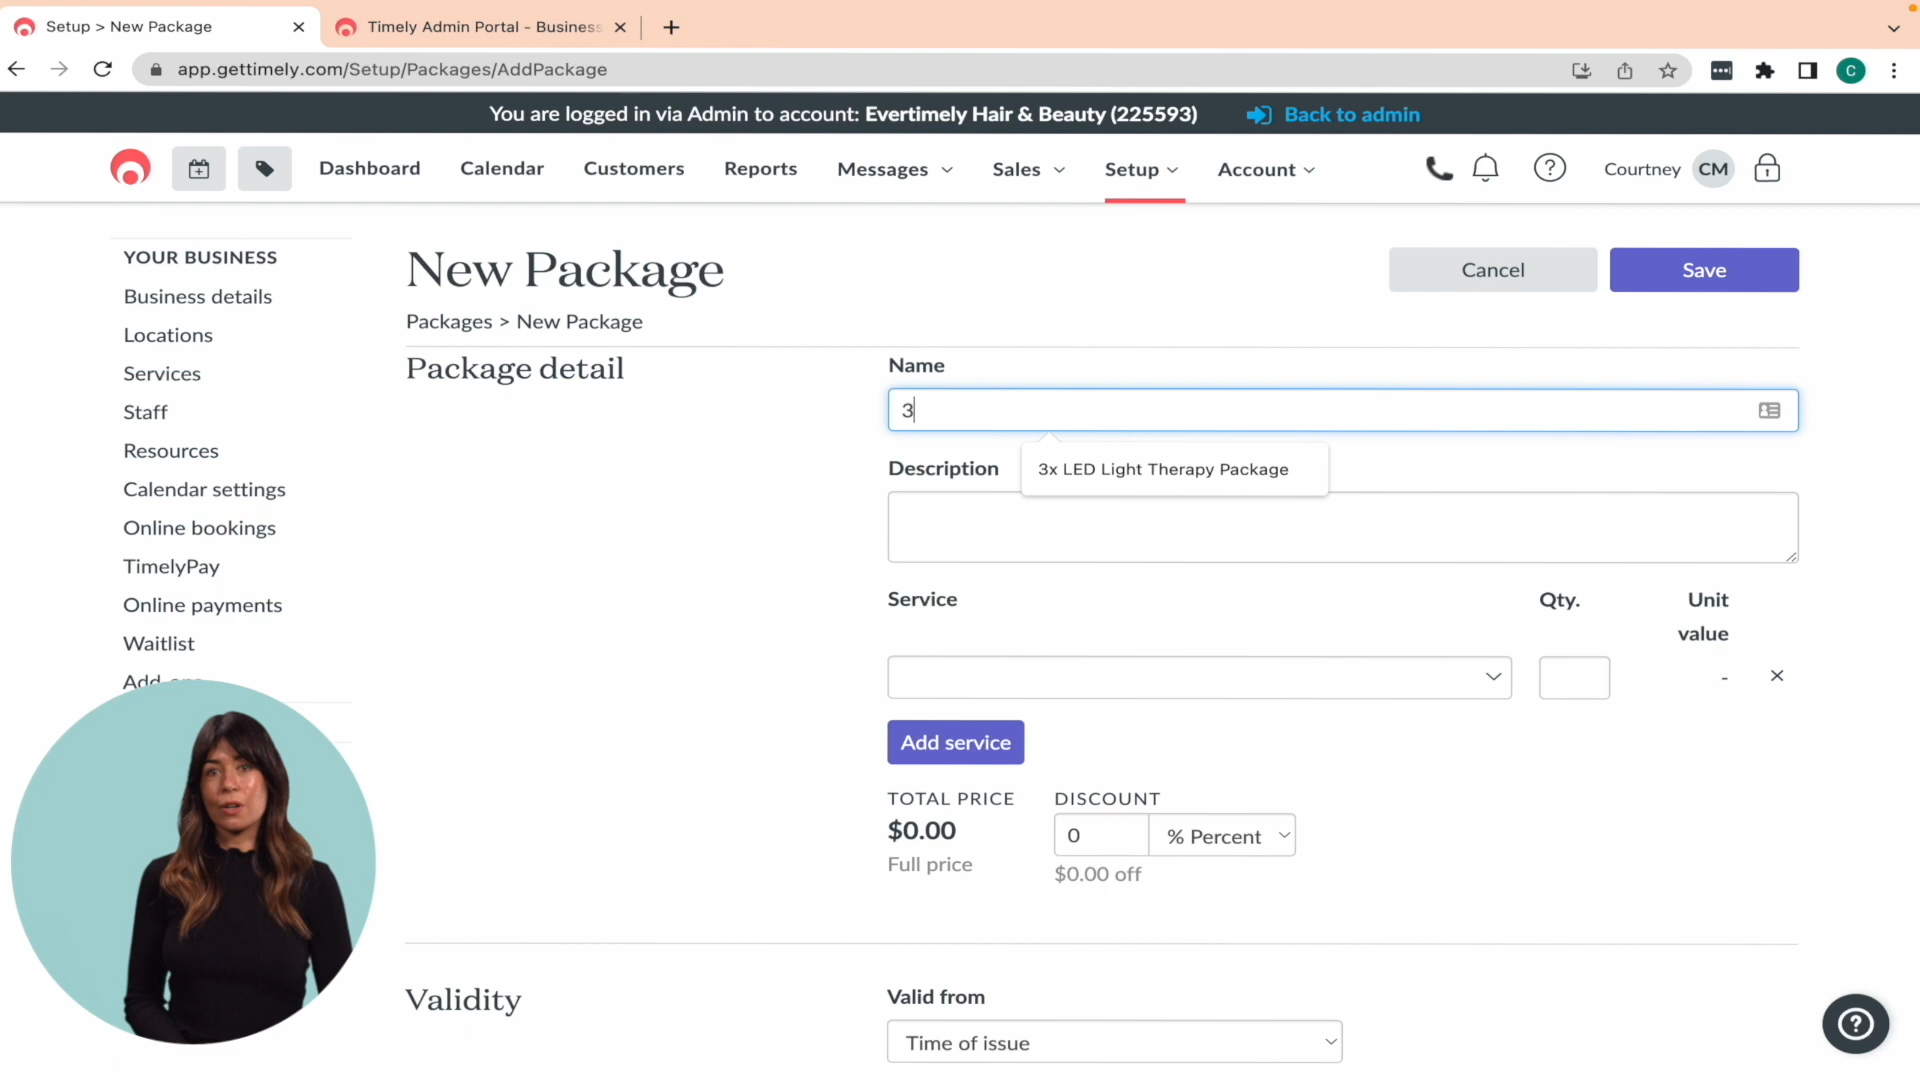 Setup > New Package
Timely Admin Portal - Business
app.gettimely.com/Setup/Packages/AddPackage
C
You are logged in via Admin to account: Evertimely Hair & Beauty (225593)
Back to admin
Dashboard
Calendar
Customers
Reports
Messages
Sales
Setup
Account
Courtney
CM
YOUR BUSINESS
Business details
Locations
Services
Staff
Resources
Calendar settings
Online bookings
TimelyPay
Online payments
Waitlist
New Package
Cancel
Save
Packages > New Package
Package detail
Name
3
3x LED Light Therapy Package
Description
Service
Qty.
Unit
value
-
Add service
TOTAL PRICE
$0.00
Full price
DISCOUNT
0
% Percent
$0.00 off
Validity
Valid from
Time of issue